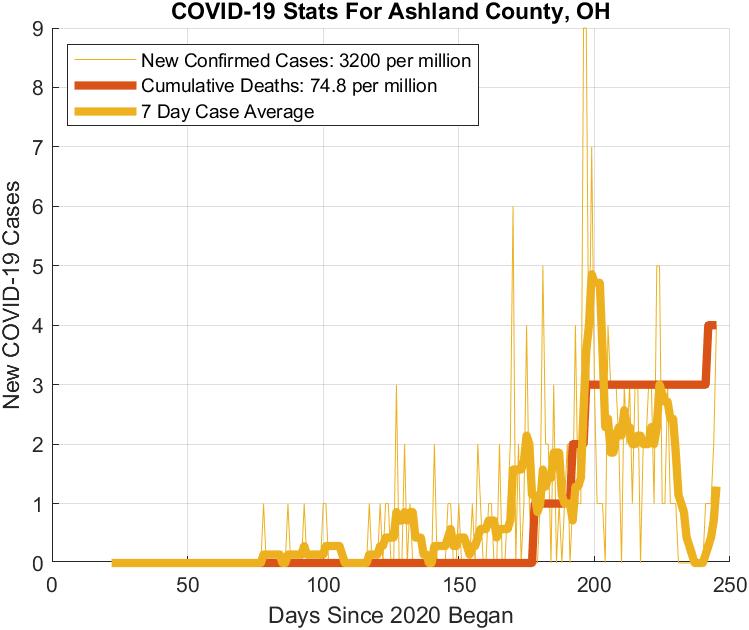 COVID-19 Stats For Ashland County, OH
New Confirmed Cases: 3200 per million
Cumulative Deaths: 74.8 per million
7 Day Case Average
New COVID-19 Cases
9
8
7
6
5
4
3
2
1
0
0 50 100 150 200 250
Days Since 2020 Began